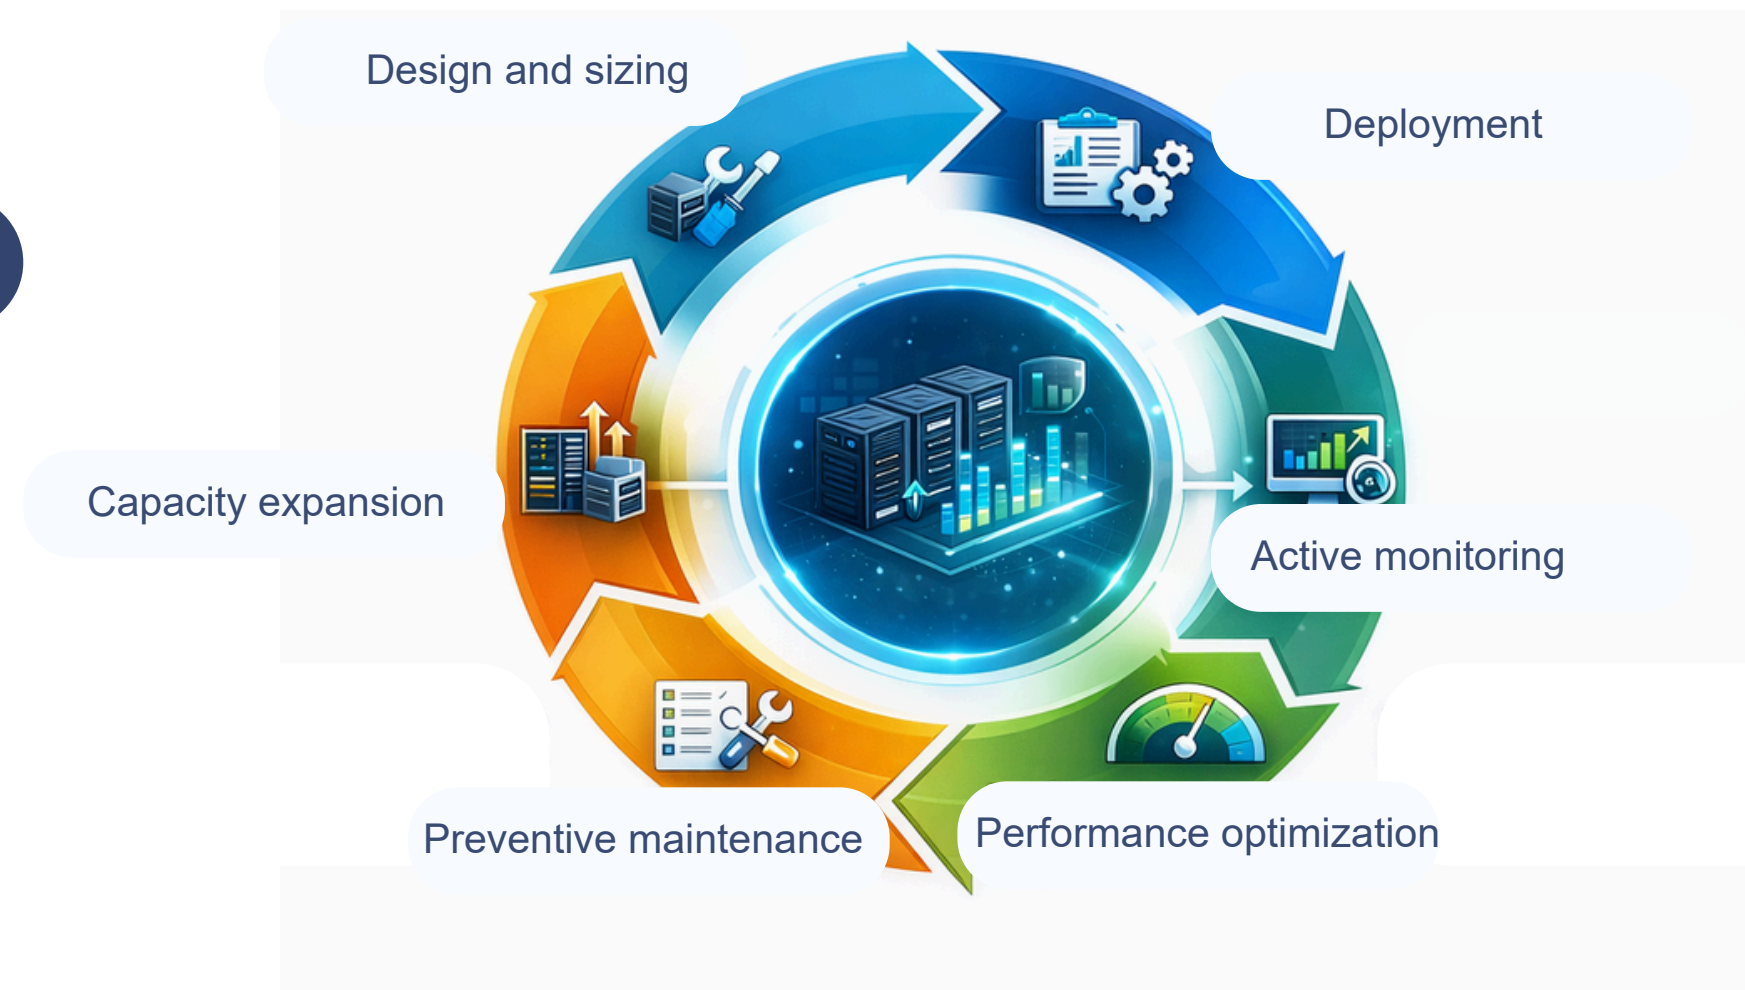 Design and sizing
Deployment
Capacity expansion
Active monitoring
Preventive maintenance
Performance optimization